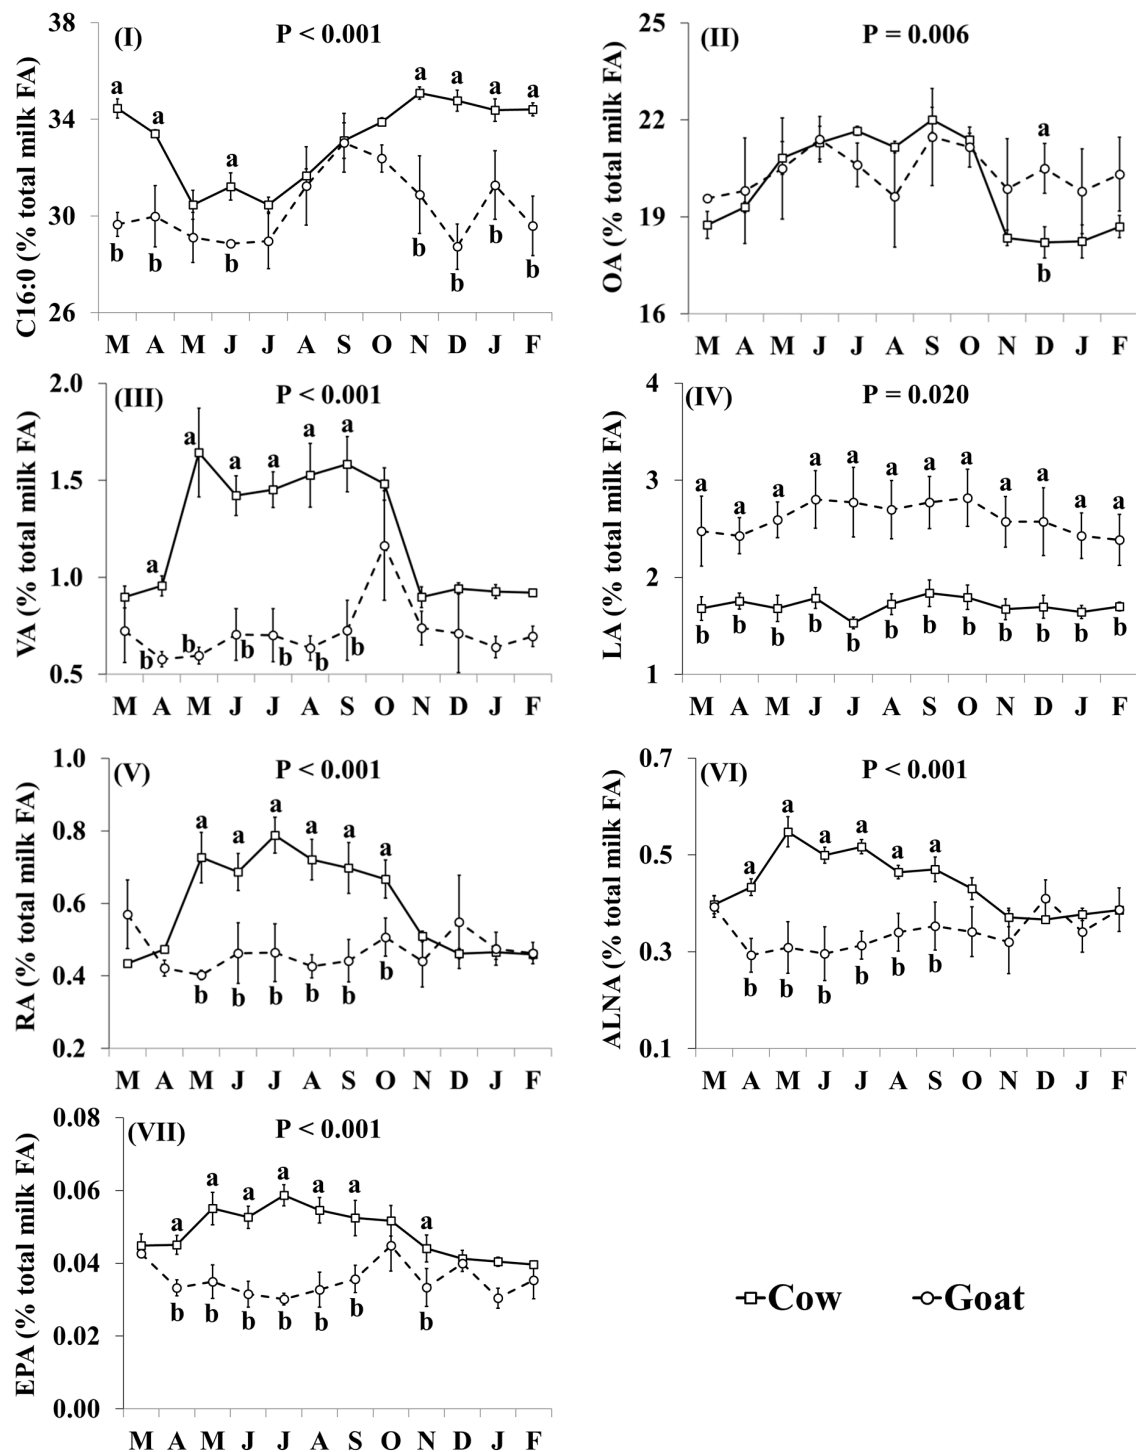 C16:0 (% total milk FA)
(I)
P < 0.001
38
34
30
26
a a a a a a a
b b b b b b
M A M J J A S O N D J F
OA (% total milk FA)
(II)
P = 0.006
25
22
19
16
a
b
M A M J J A S O N D J F
VA (% total milk FA)
(III)
P < 0.001
2.0
1.5
1.0
0.5
a a a a a a
b b b b b b
M A M J J A S O N D J F
LA (% total milk FA)
(IV)
P = 0.020
4
3
2
1
a a a a a a a a a a a a
b b b b b b b b b b b b
M A M J J A S O N D J F
RA (% total milk FA)
(V)
P < 0.001
1.0
0.8
0.6
0.4
0.2
a a a a a a
b b b b b b
M A M J J A S O N D J F
ALNA (% total milk FA)
(VI)
P < 0.001
0.7
0.5
0.3
0.1
a a a a a a
b b b b b b
M A M J J A S O N D J F
EPA (% total milk FA)
(VII)
P < 0.001
0.08
0.06
0.04
0.02
0.00
a a a a a a a
b b b b b b b
M A M J J A S O N D J F
Cow
Goat